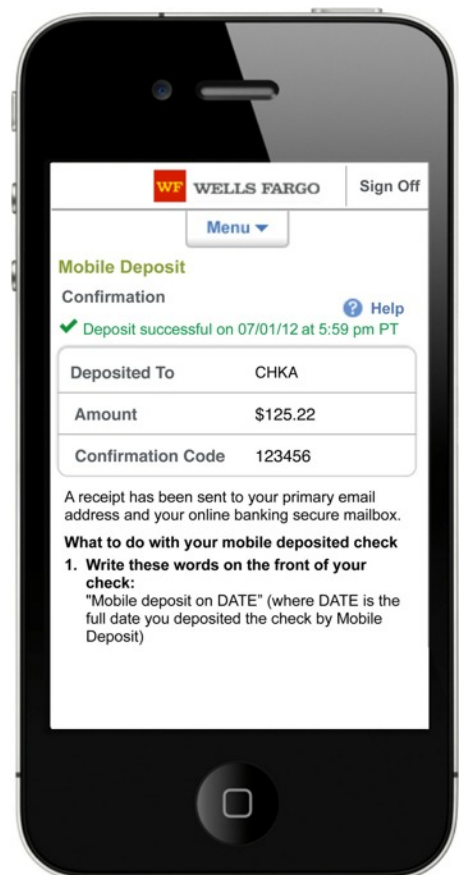 WF WELLS FARGO Sign Off
Menu
Mobile Deposit
Confirmation
? Help
Deposit successful on 07/01/12 at 5:59 pm PT
Deposited To CHKA
Amount $125.22
Confirmation Code 123456
A receipt has been sent to your primary email
address and your online banking secure mailbox.
What to do with your mobile deposited check
1. Write these words on the front of your
check:
"Mobile deposit on DATE" (where DATE is the
full date you deposited the check by Mobile
Deposit)